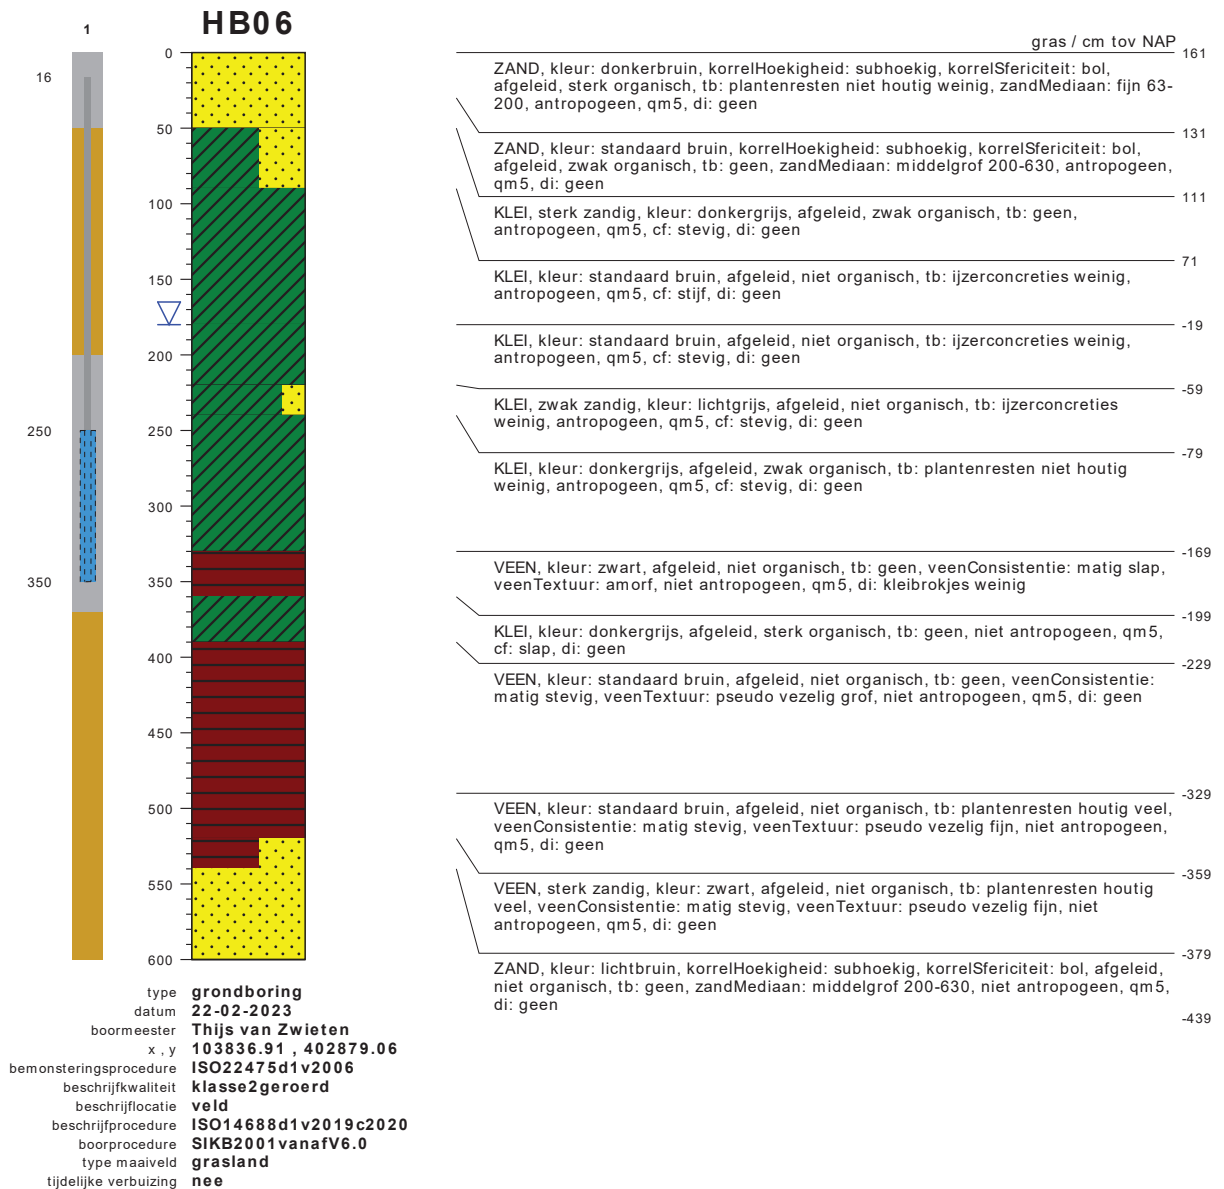 HB06
1
gras / cm tov NAP
0
161
16
ZAND, kleur: donkerbruin, korrelHoekigheid: subhoekig, korrelSfericiteit: bol,
afgeleid, sterk organisch, tb: plantenresten niet houtig weinig, zandMediaan: fijn 63-
200, antropogeen, qm5, di: geen
50
131
ZAND, kleur: standaard bruin, korrelHoekigheid: subhoekig, korrelSfericiteit: bol,
afgeleid, zwak organisch, tb: geen, zandMediaan: middelgrof 200-630, antropogeen,
qm5, di: geen
100
111
KLEI, sterk zandig, kleur: donkergrijs, afgeleid, zwak organisch, tb: geen,
antropogeen, qm5, cf: stevig, di: geen
71
150
KLEI, kleur: standaard bruin, afgeleid, niet organisch, tb: ijzerconcreties weinig,
antropogeen, qm5, cf: stijf, di: geen
-19
200
KLEI, kleur: standaard bruin, afgeleid, niet organisch, tb: ijzerconcreties weinig,
antropogeen, qm5, cf: stevig, di: geen
-59
KLEI, zwak zandig, kleur: lichtgrijs, afgeleid, niet organisch, tb: ijzerconcreties
weinig, antropogeen, qm5, cf: stevig, di: geen
250
250
-79
KLEI, kleur: donkergrijs, afgeleid, zwak organisch, tb: plantenresten niet houtig
weinig, antropogeen, qm5, cf: stevig, di: geen
300
-169
VEEN, kleur: zwart, afgeleid, niet organisch, tb: geen, veenConsistentie: matig slap,
veenTextuur: amorf, niet antropogeen, qm5, di: kleibrokjes weinig
350
350
-199
KLEI, kleur: donkergrijs, afgeleid, sterk organisch, tb: geen, niet antropogeen, qm5,
cf: slap, di: geen
400
-229
VEEN, kleur: standaard bruin, afgeleid, niet organisch, tb: geen, veenConsistentie:
matig stevig, veenTextuur: pseudo vezelig grof, niet antropogeen, qm5, di: geen
450
-329
500
VEEN, kleur: standaard bruin, afgeleid, niet organisch, tb: plantenresten houtig veel,
veenConsistentie: matig stevig, veenTextuur: pseudo vezelig fijn, niet antropogeen,
qm5, di: geen
-359
550
VEEN, sterk zandig, kleur: zwart, afgeleid, niet organisch, tb: plantenresten houtig
veel, veenConsistentie: matig stevig, veenTextuur: pseudo vezelig fijn, niet
antropogeen, qm5, di: geen
-379
600
ZAND, kleur: lichtbruin, korrelHoekigheid: subhoekig, korrelSfericiteit: bol, afgeleid,
niet organisch, tb: geen, zandMediaan: middelgrof 200-630, niet antropogeen, qm5,
di: geen
-439
type grondboring
datum 22-02-2023
boormeester Thijs van Zwieten
x , y 103836.91 , 402879.06
bemonsteringsprocedure ISO22475d1v2006
beschrijfkwaliteit klasse2geroerd
beschrijflocatie veld
beschrijfprocedure ISO14688d1v2019c2020
boorprocedure SIKB2001vanafV6.0
type maaiveld grasland
tijdelijke verbuizing nee